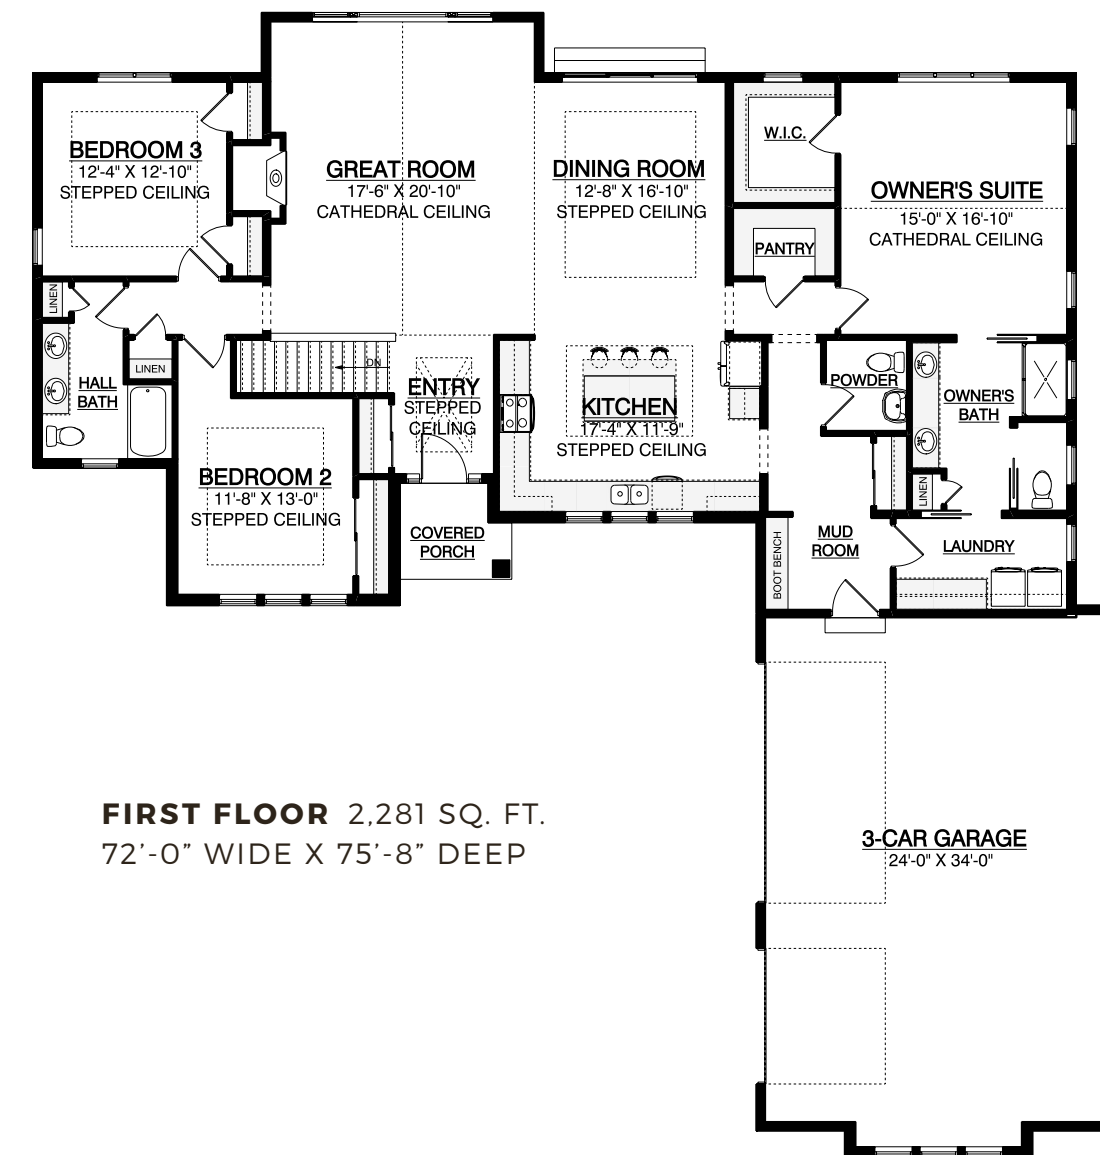 BEDROOM 3
12'-4" X 12'-10"
STEPPED CEILING
GREAT ROOM
17'-6" X 20'-10"
CATHEDRAL CEILING
DINING ROOM
12'-8" X 16'-10"
STEPPED CEILING
W.I.C.
OWNER'S SUITE
15'-0" X 16'-10"
CATHEDRAL CEILING
PANTRY
LINEN
LINEN
HALL
BATH
DN
ENTRY
STEPPED
CEILING
KITCHEN
17'-4" X 11'-9"
STEPPED CEILING
POWDER
OWNER'S
BATH
LINEN
BEDROOM 2
11'-8" X 13'-0"
STEPPED CEILING
COVERED
PORCH
BOOT BENCH
MUD
ROOM
LAUNDRY
FIRST FLOOR 2,281 SQ. FT.
72’-0” WIDE X 75’-8” DEEP
3-CAR GARAGE
24'-0" X 34'-0"